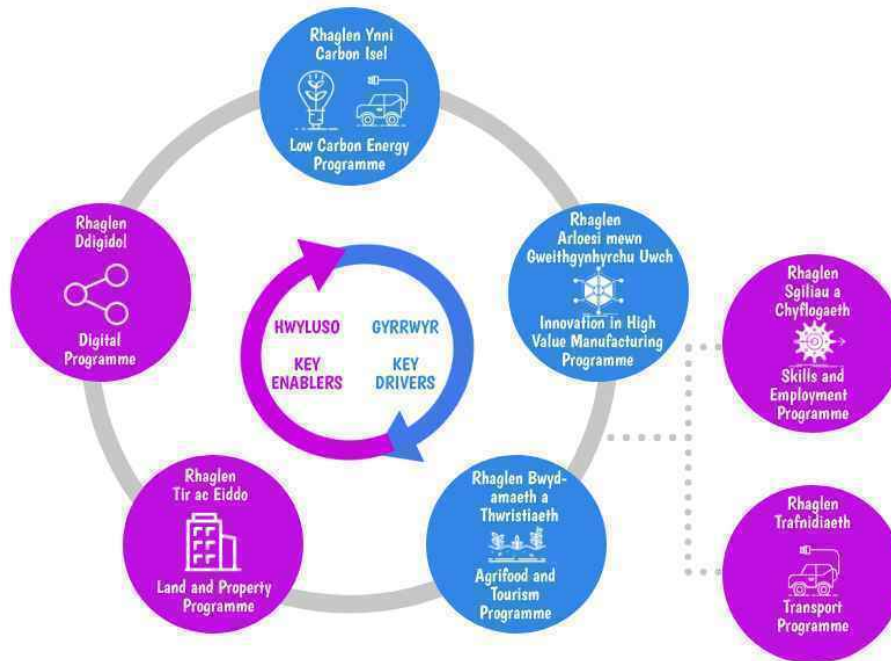 Rhaglen Ynni
Carbon Isel
Low Carbon Energy
Programme
Rhaglen
Ddigidol
Digital
Programme
Rhaglen
Arloesi mewn
Gweithgynhyrchu Uwch
Innovation in High
Value Manufacturing
Programme
HWYLUSO
KEY
ENABLERS
GYRRWYR
KEY
DRIVERS
Rhaglen
Sgiliau a
Chyflogaeth
Skills and
Employment
Programme
Rhaglen
Tir ac Eiddo
Land and Property
Programme
Rhaglen Bwyd-
amaeth a
Thwristiaeth
Agrifood and
Tourism
Programme
Rhaglen
Trafnidiaeth
Transport
Programme